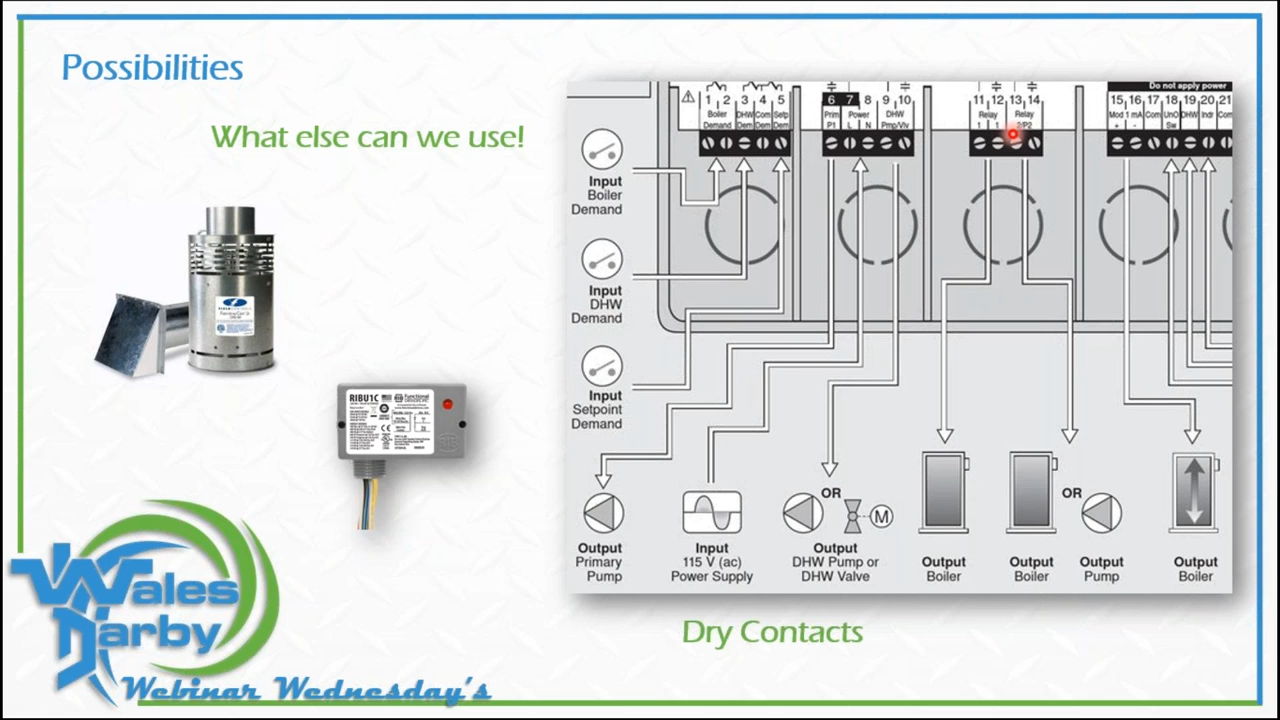 Possibilities
What else can we use!
Do not apply power
1 2 3 4 5 6 7 8 9 10 11 12 13 14 15 16 17 18 19 20 21
Boiler DHW Com Setp Prim Power DHW Relay Relay Mod 1 mA Com UnO DHW Indr Com
Demand Dem Dem Dem P1 L N Pmp/Vlv 1 1 /P2 + - Sw
Input
Boiler
Demand
Input
DHW
Demand
Input
Setpoint
Demand
RIBU1C
Functional
OR
M
OR
Output
Primary
Pump
Input
115 V (ac)
Power Supply
Output
DHW Pump or
DHW Valve
Output
Boiler
Output
Boiler
Output
Pump
Output
Boiler
Dry Contacts
Wales
Darby
Webinar Wednesday's